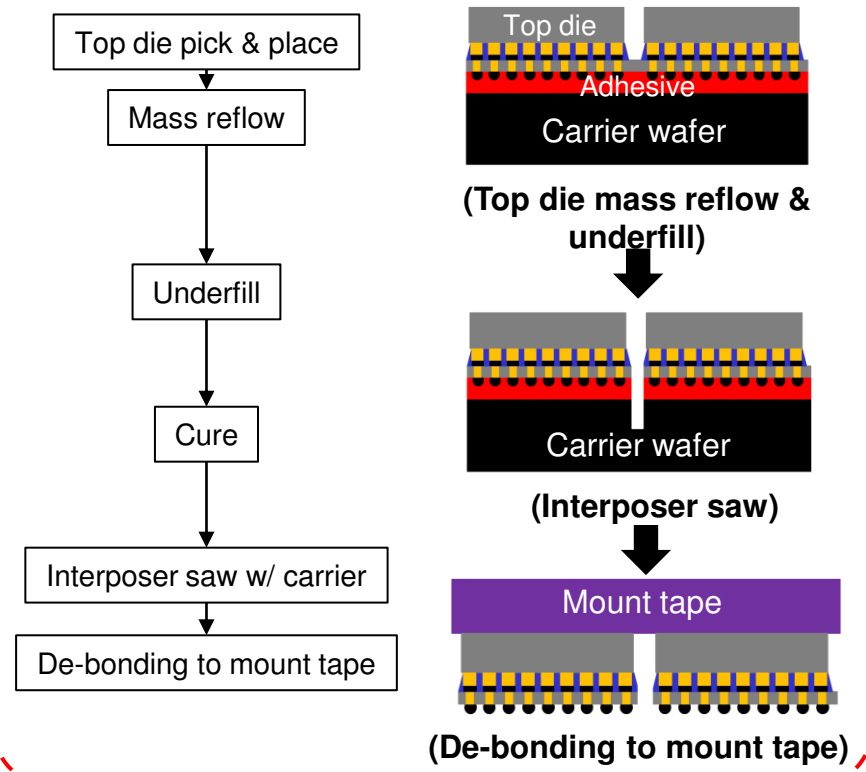 Top die pick & place
Mass reflow
Underfill
Cure
Interposer saw w/ carrier
De-bonding to mount tape
Top die
Adhesive
Carrier wafer
(Top die mass reflow &
underfill)
Carrier wafer
(Interposer saw)
Mount tape
(De-bonding to mount tape)